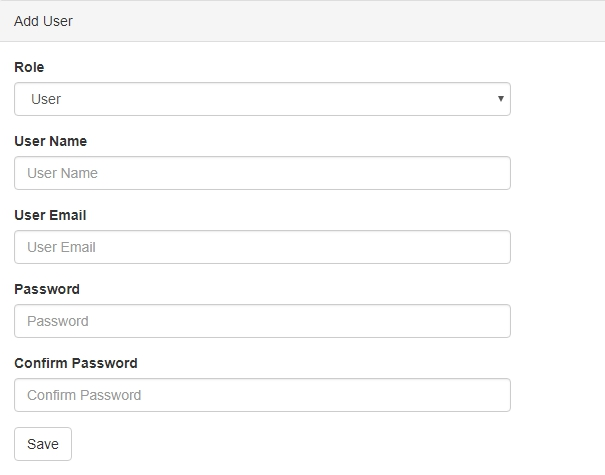 Add User
Role
User
User Name
User Name
User Email
User Email
Password
Password
Confirm Password
Confirm Password
Save